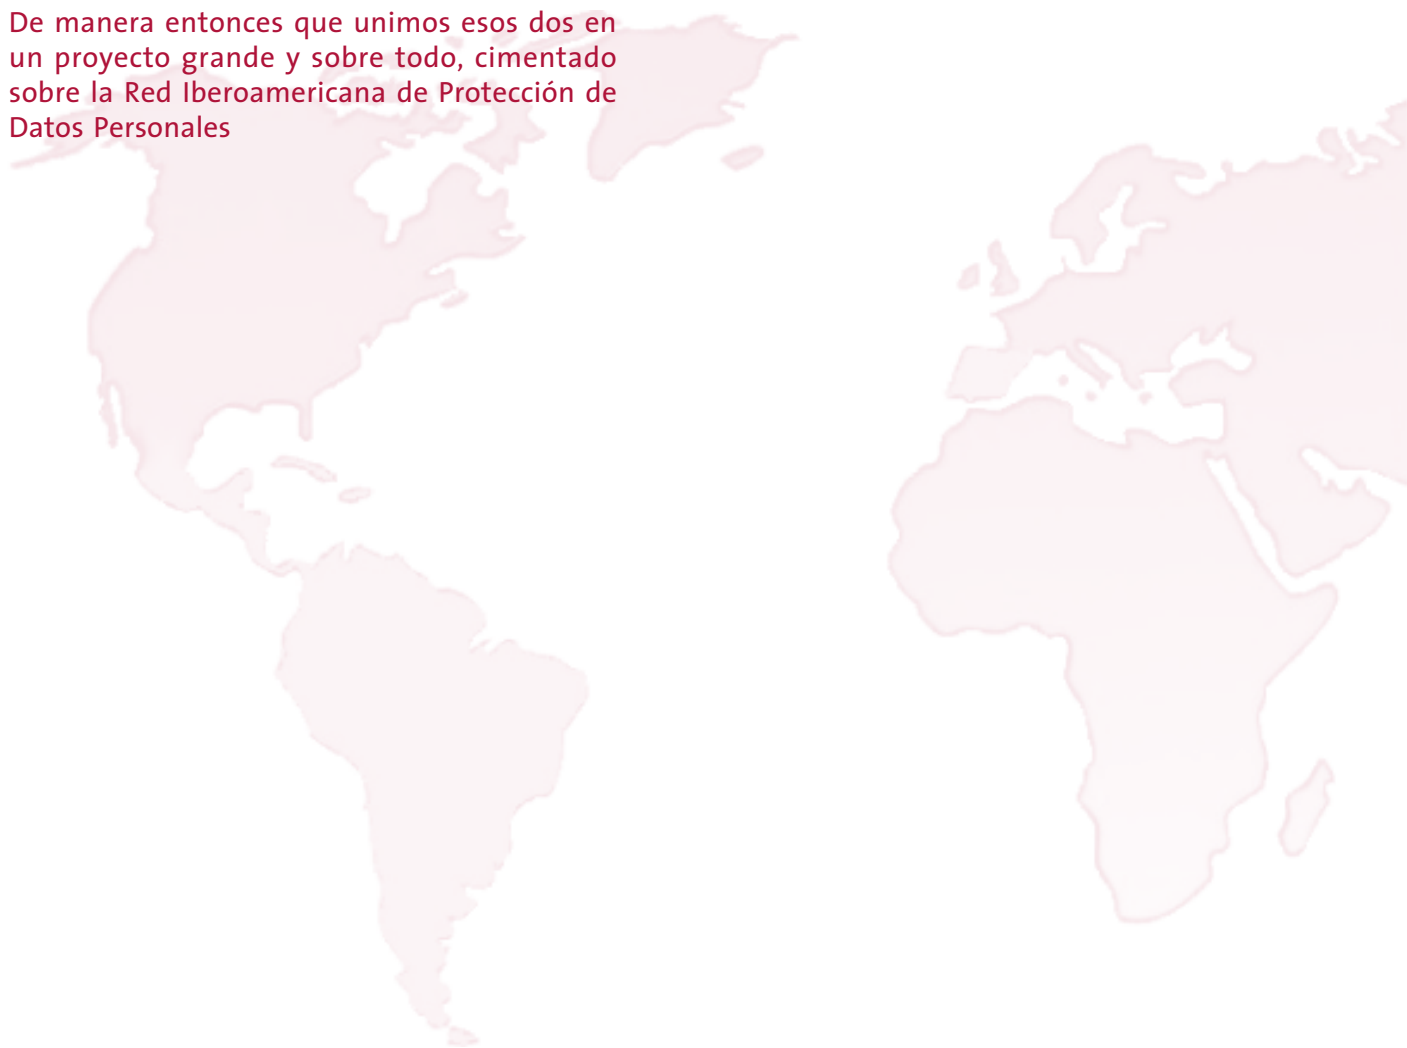 De manera entonces que unimos esos dos en
un proyecto grande y sobre todo, cimentado
sobre la Red Iberoamericana de Protección de
Datos Personales